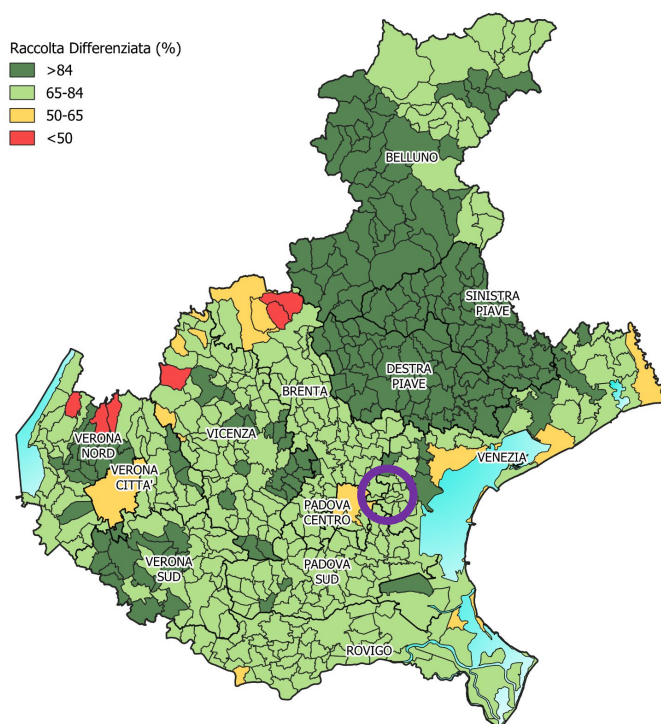 Raccolta Differenziata (%)
>84
65-84
50-65
<50
BELLUNO
SINISTRA
PIAVE
DESTRA
PIAVE
BRENTA
VICENZA
VERONA
NORD
VENEZIA
VERONA
CITTA'
PADOVA
CENTRO
VERONA
SUD
PADOVA
SUD
ROVIGO